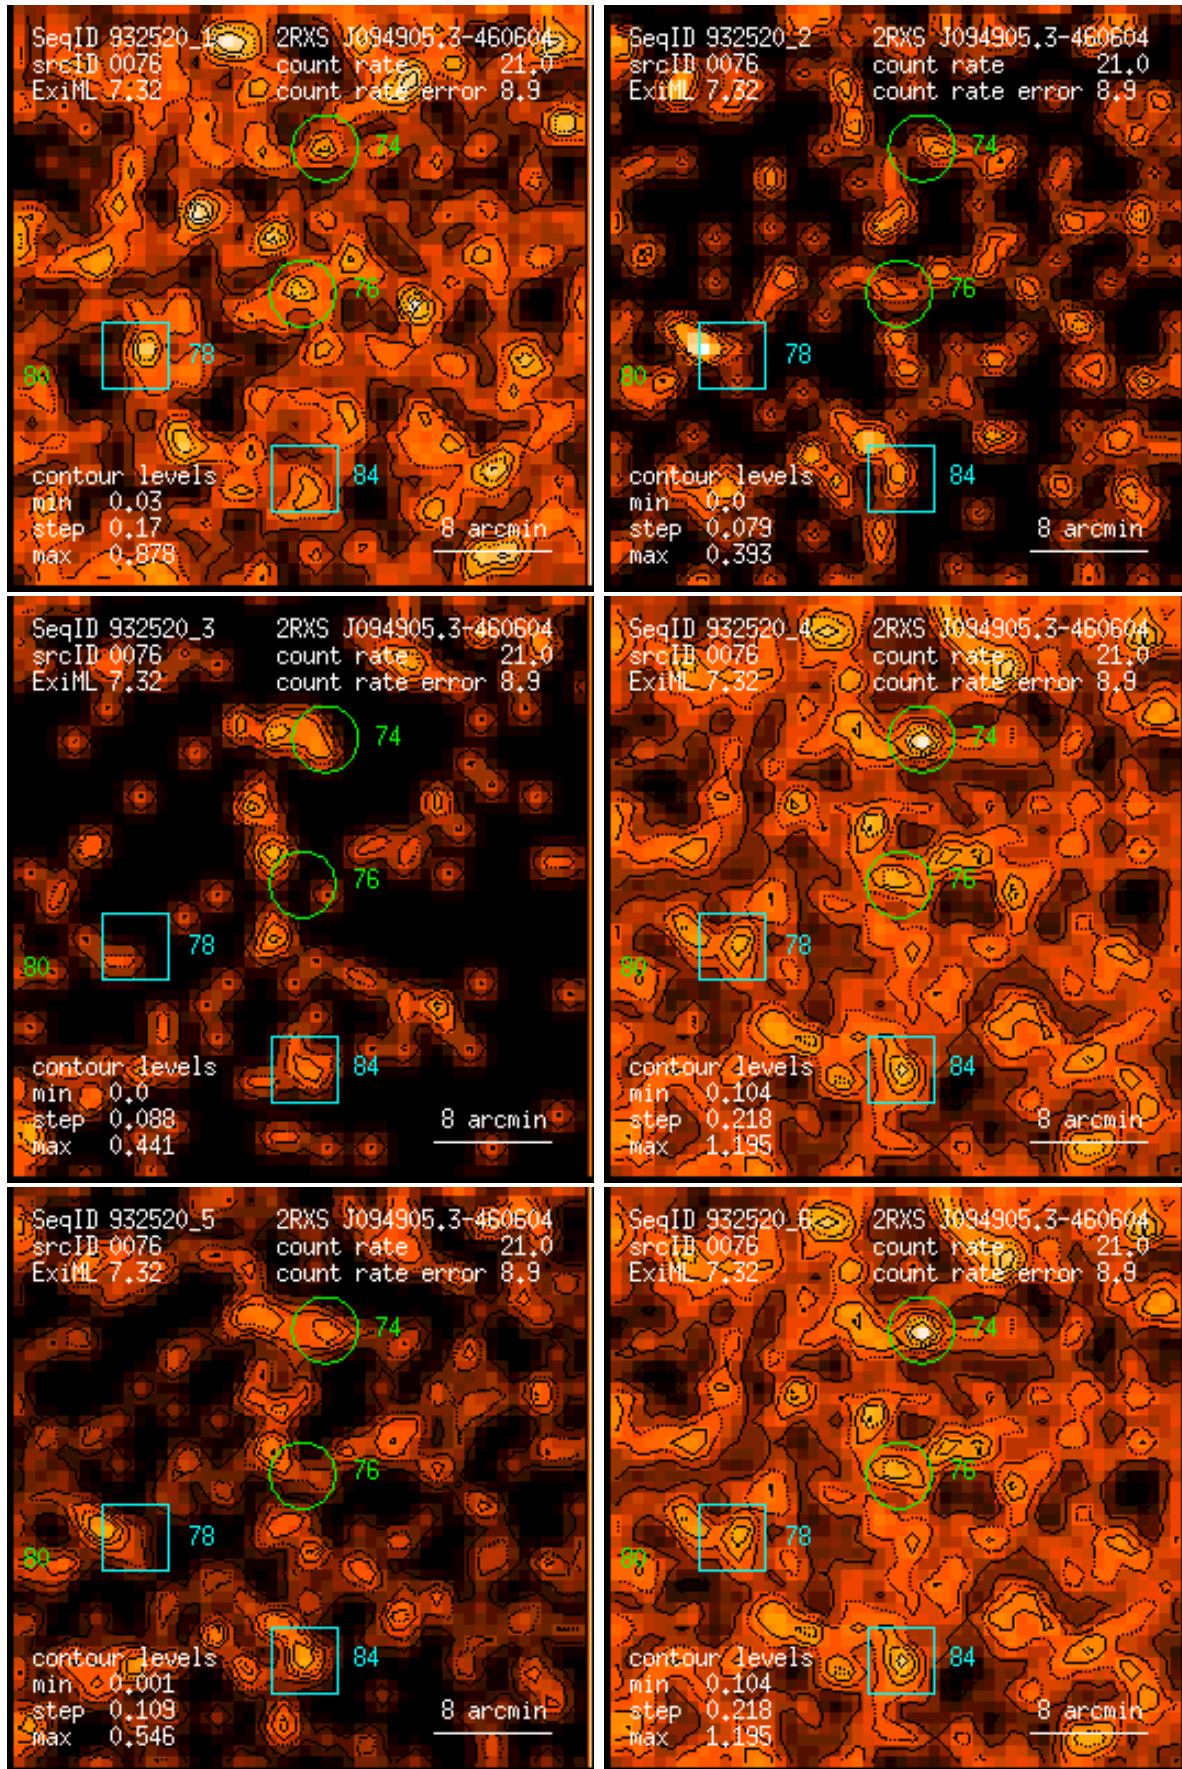 SeqID 932520_1 2RXS J094905.3-460604
srcID 0076 count rate 21.0
ExiML 7.32 count rate error 8.9
74
76
78
80
84
contour levels
min 0.03
step 0.17 8 arcmin
max 0.878
SeqID 932520_2 2RXS J094905.3-460604
srcID 0076 count rate 21.0
ExiML 7.32 count rate error 8.9
74
76
78
80
84
contour levels
min 0.0
step 0.079 8 arcmin
max 0.393
SeqID 932520_3 2RXS J094905.3-460604
srcID 0076 count rate 21.0
ExiML 7.32 count rate error 8.9
74
76
78
80
84
contour levels
min 0.0
step 0.088 8 arcmin
max 0.441
SeqID 932520_4 2RXS J094905.3-460604
srcID 0076 count rate 21.0
ExiML 7.32 count rate error 8.9
74
76
78
80
84
contour levels
min 0.104
step 0.218 8 arcmin
max 1.195
SeqID 932520_5 2RXS J094905.3-460604
srcID 0076 count rate 21.0
ExiML 7.32 count rate error 8.9
74
76
78
80
84
contour levels
min 0.001
step 0.109 8 arcmin
max 0.546
SeqID 932520_6 2RXS J094905.3-460604
srcID 0076 count rate 21.0
ExiML 7.32 count rate error 8.9
74
76
78
80
84
contour levels
min 0.104
step 0.218 8 arcmin
max 1.195